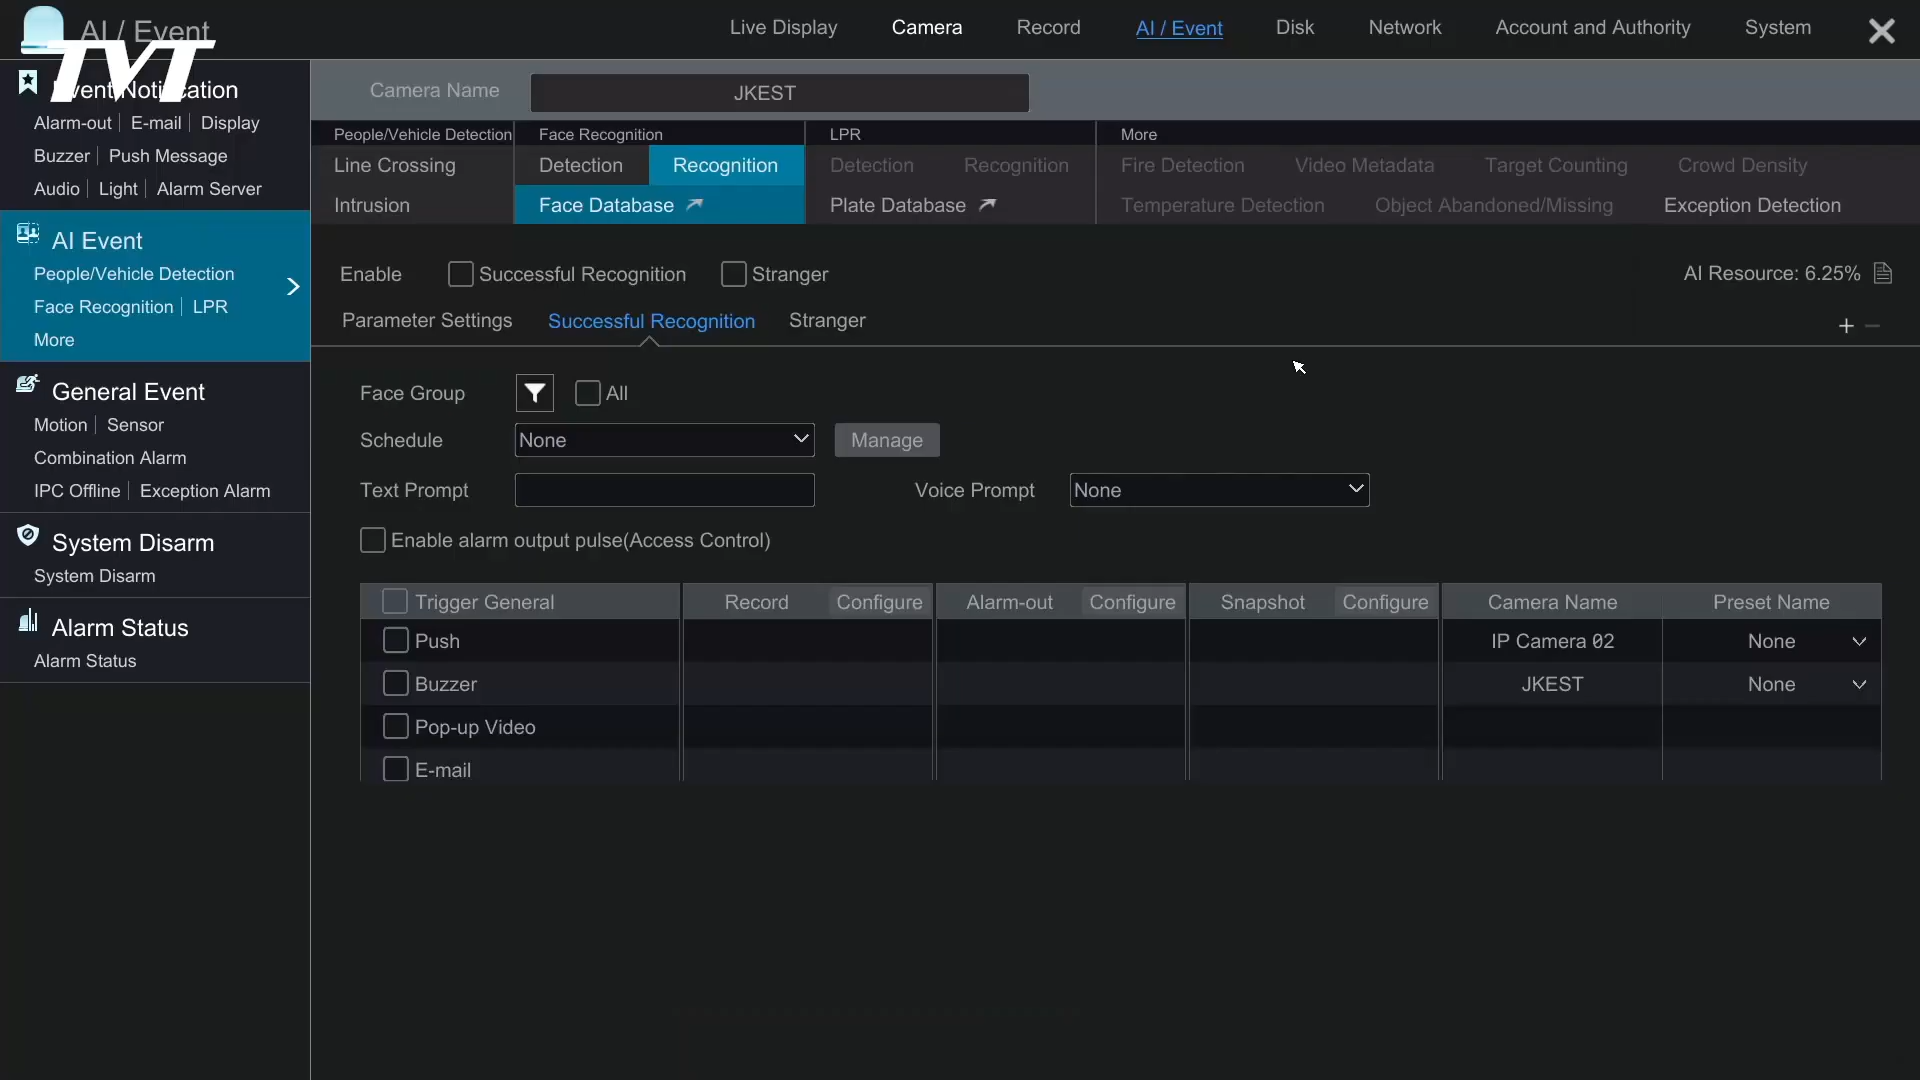 AI / Event
TVT
Live Display
Camera
Record
AI / Event
Disk
Network
Account and Authority
System
Event Notification
Alarm-out | E-mail | Display
Buzzer | Push Message
Audio | Light | Alarm Server
AI Event
People/Vehicle Detection
Face Recognition | LPR
More
General Event
Motion | Sensor
Combination Alarm
IPC Offline | Exception Alarm
System Disarm
System Disarm
Alarm Status
Alarm Status
Camera Name JKEST
People/Vehicle Detection Face Recognition LPR More
Line Crossing Detection Recognition Detection Recognition Fire Detection Video Metadata Target Counting Crowd Density
Intrusion Face Database Plate Database Temperature Detection Object Abandoned/Missing Exception Detection
Enable Successful Recognition Stranger AI Resource: 6.25%
Parameter Settings Successful Recognition Stranger
Face Group All
Schedule None Manage
Text Prompt Voice Prompt None
Enable alarm output pulse(Access Control)
Trigger General Record Configure Alarm-out Configure Snapshot Configure Camera Name Preset Name
Push IP Camera 02 None
Buzzer JKEST None
Pop-up Video
E-mail